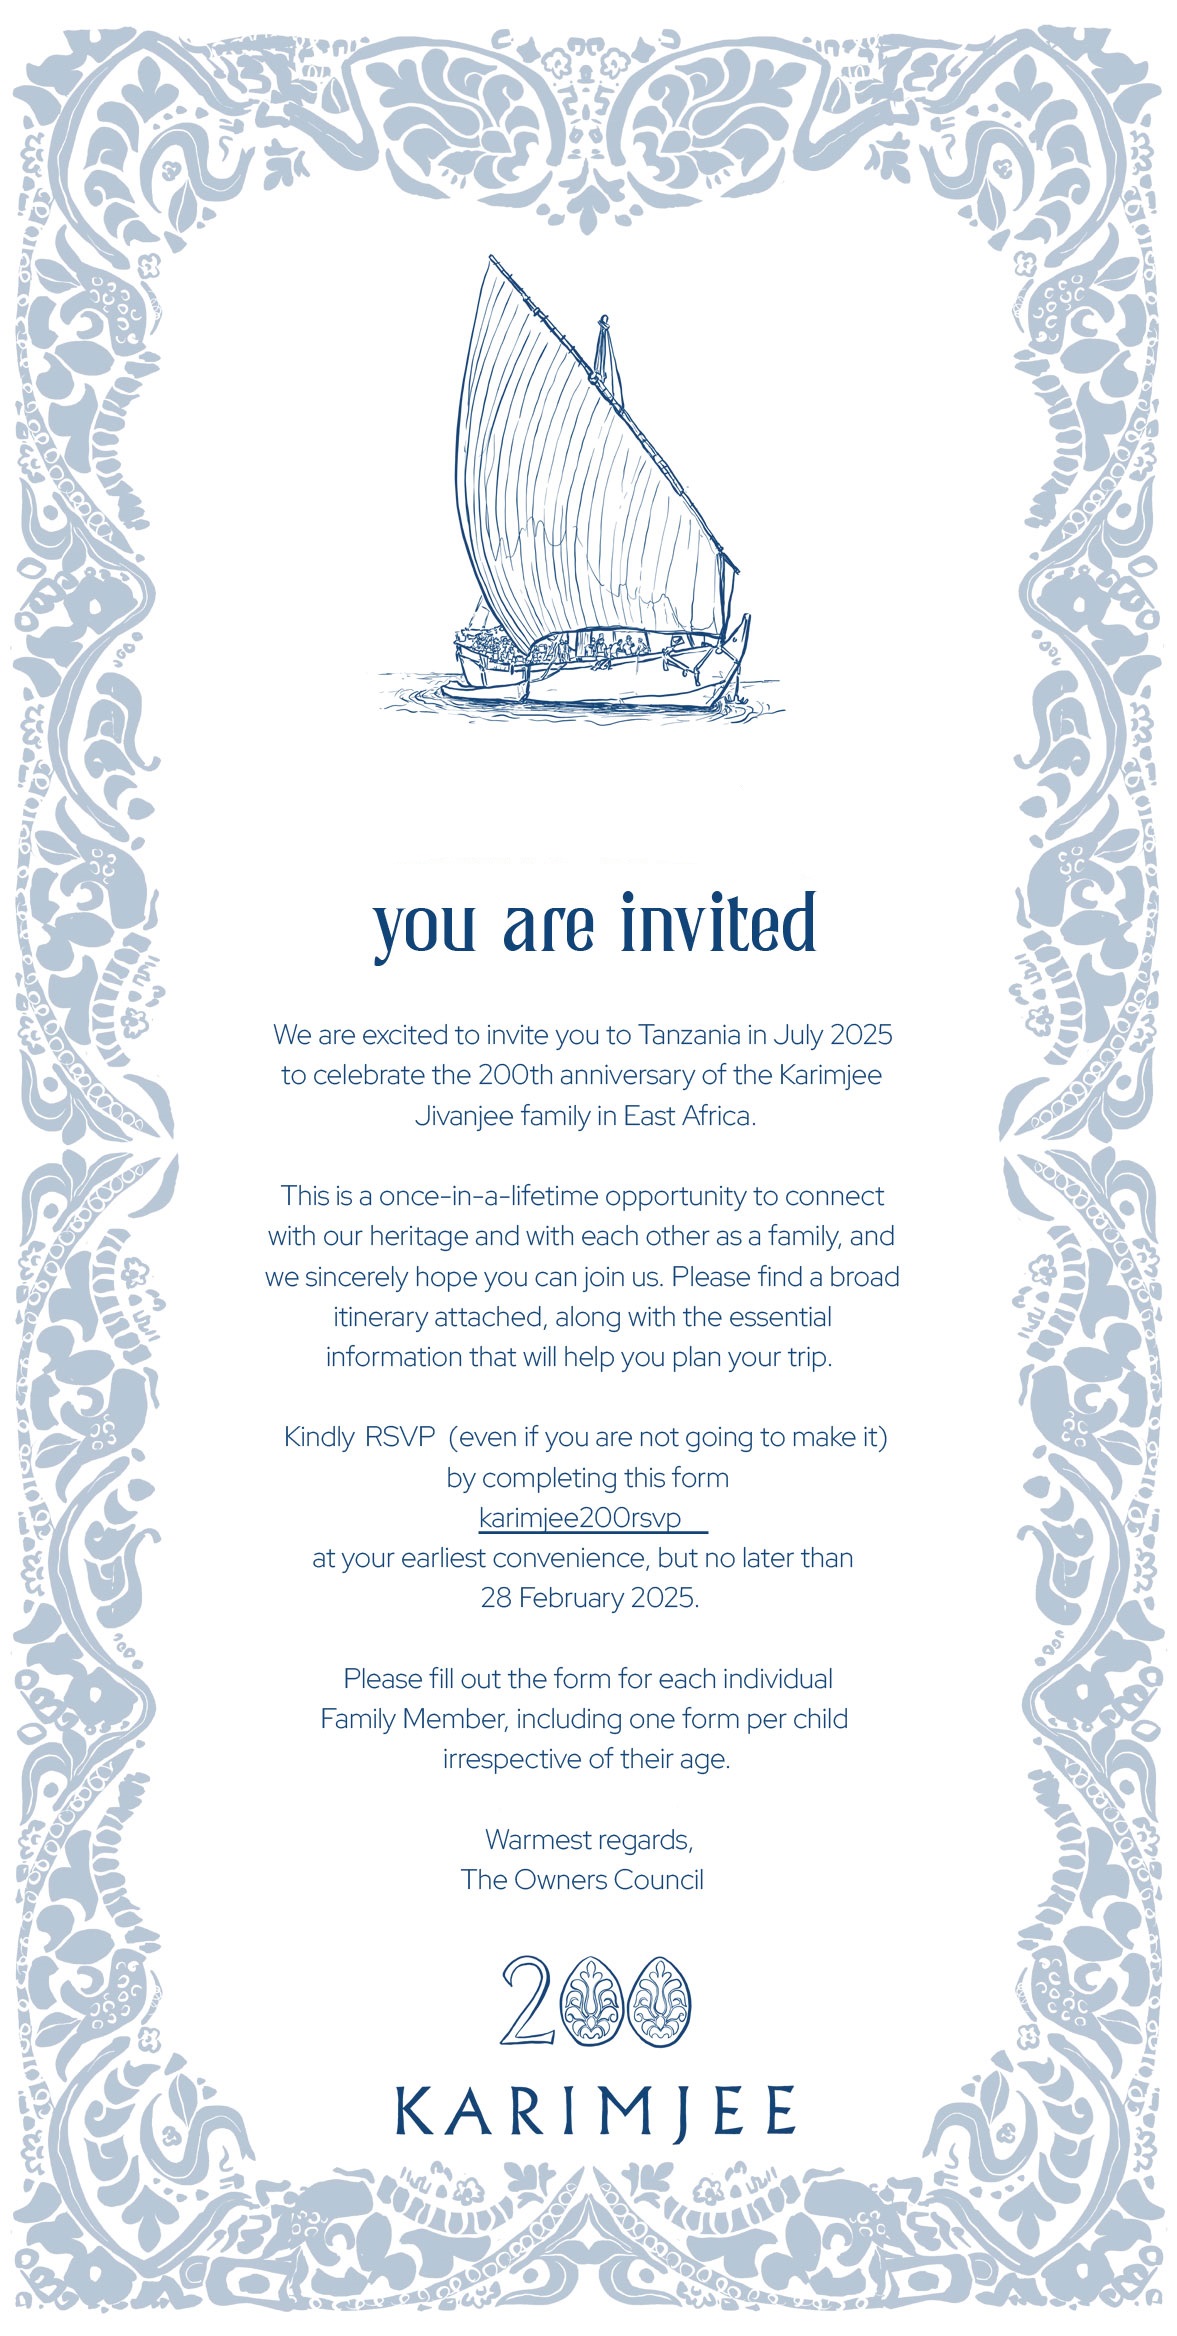 you are invited
We are excited to invite you to Tanzania in July 2025
to celebrate the 200th anniversary of the Karimjee
Jivanjee family in East Africa.
This is a once-in-a-lifetime opportunity to connect
with our heritage and with each other as a family, and
we sincerely hope you can join us. Please find a broad
itinerary attached, along with the essential
information that will help you plan your trip.
Kindly RSVP (even if you are not going to make it)
by completing this form
karimjee200rsvp
at your earliest convenience, but no later than
28 February 2025.
Please fill out the form for each individual
Family Member, including one form per child
irrespective of their age.
Warmest regards,
The Owners Council
200
KARIMJEE